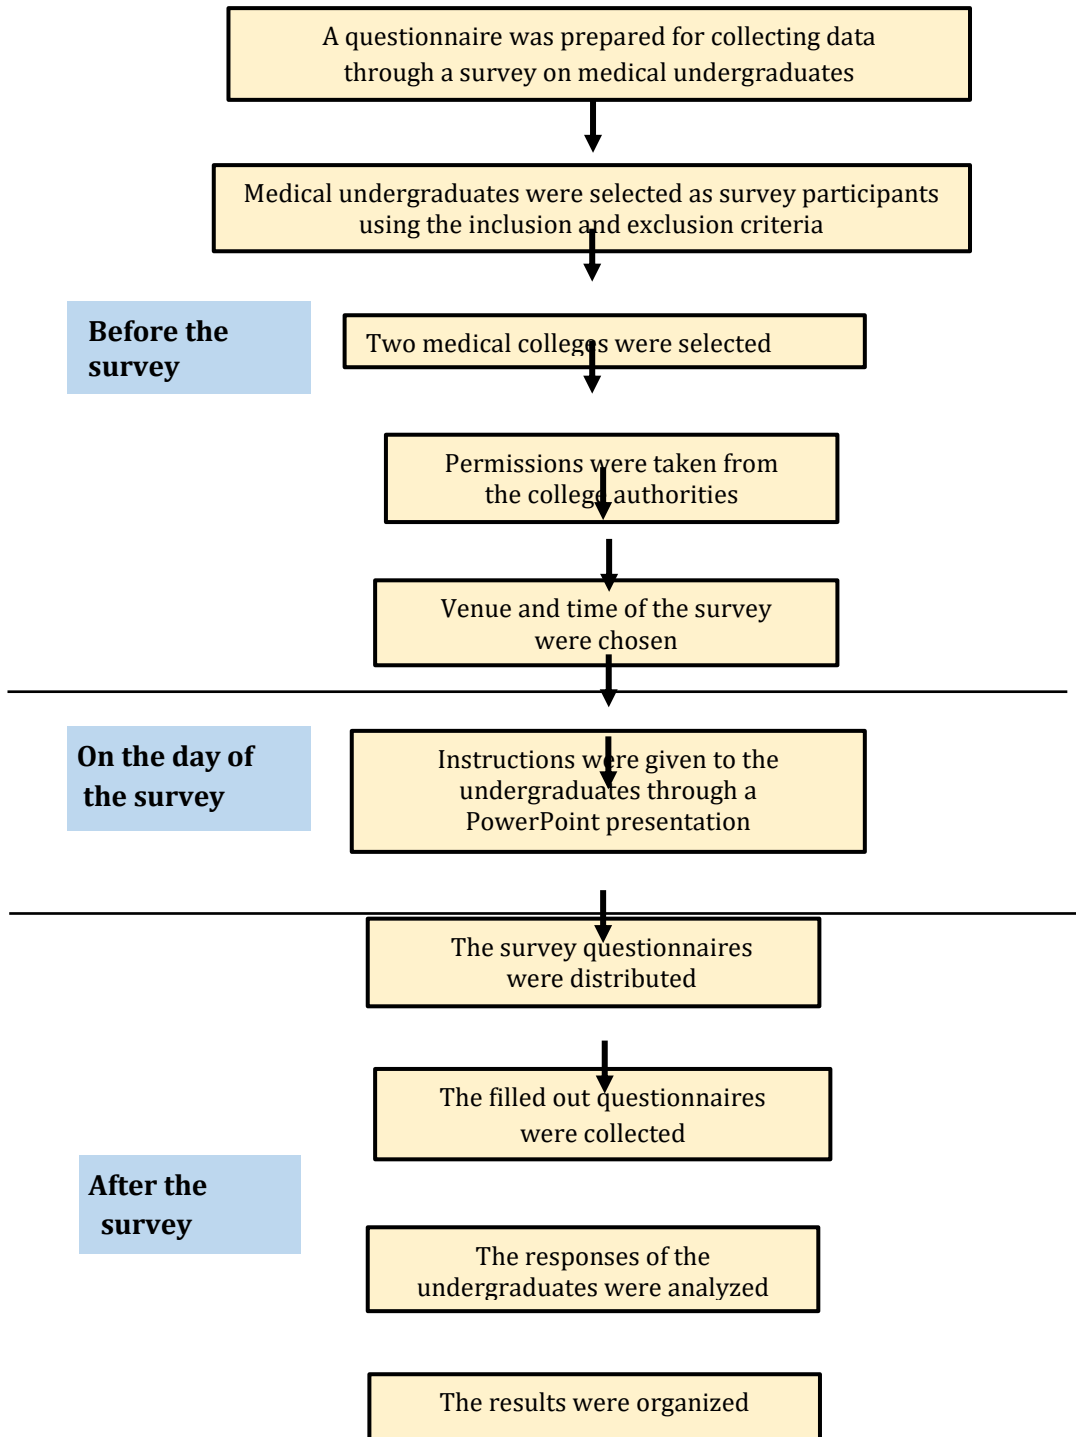 A questionnaire was prepared for collecting data
through a survey on medical undergraduates
Medical undergraduates were selected as survey participants
using the inclusion and exclusion criteria
Before the
survey
Two medical colleges were selected
Permissions were taken from
the college authorities
Venue and time of the survey
were chosen
On the day of
the survey
Instructions were given to the
undergraduates through a
PowerPoint presentation
The survey questionnaires
were distributed
The filled out questionnaires
were collected
After the
survey
The responses of the
undergraduates were analyzed
The results were organized